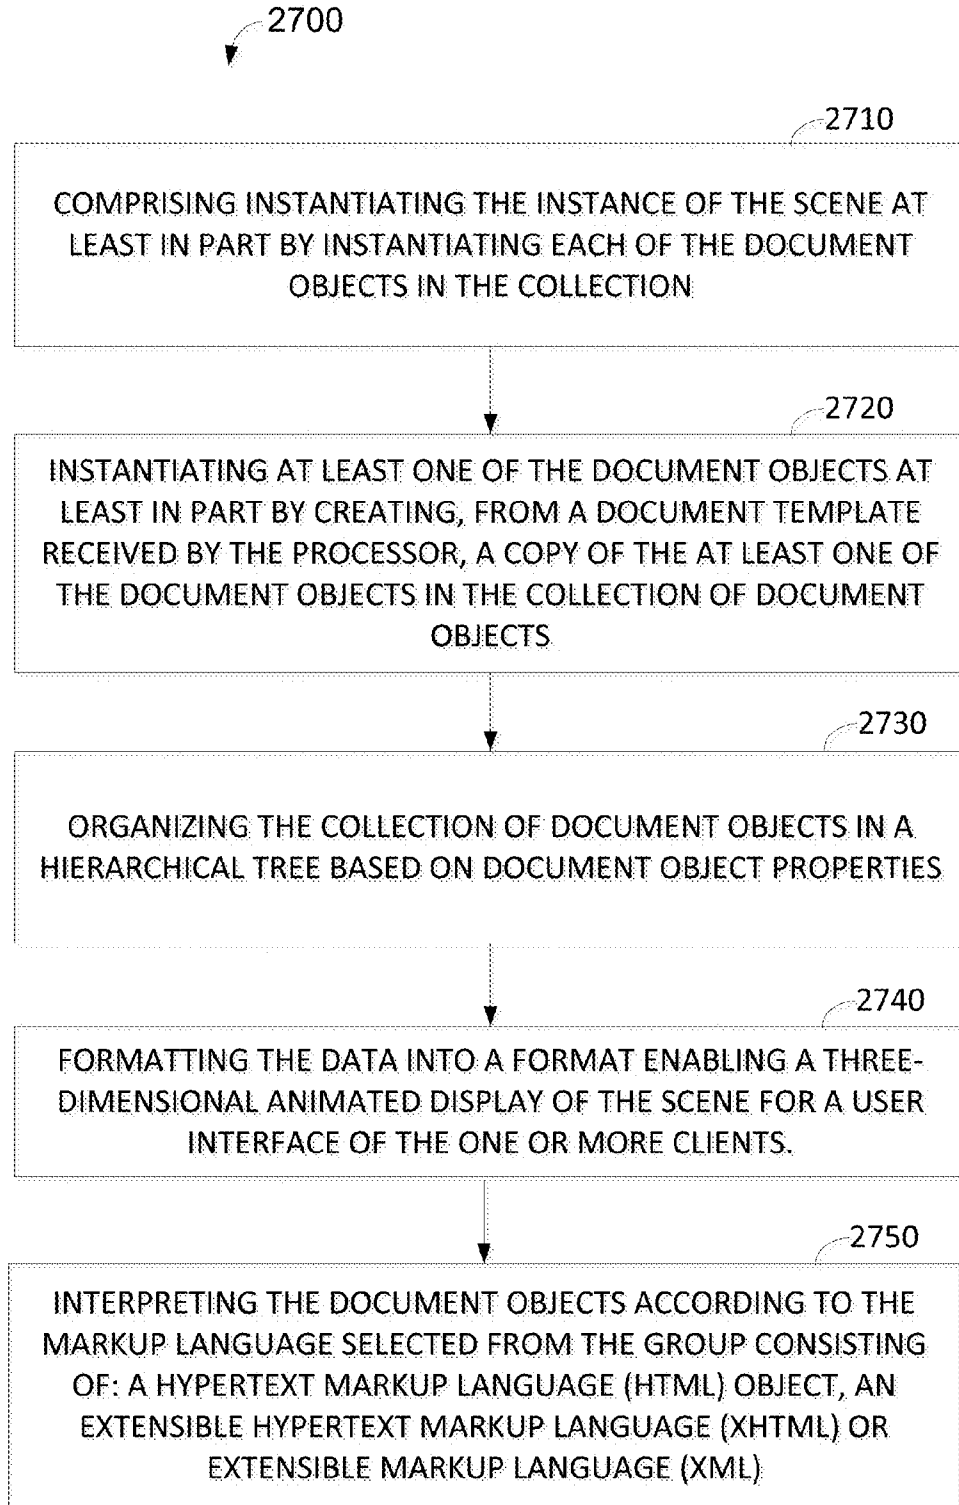 2700
2710
COMPRISING INSTANTIATING THE INSTANCE OF THE SCENE AT
LEAST IN PART BY INSTANTIATING EACH OF THE DOCUMENT
OBJECTS IN THE COLLECTION
2720
INSTANTIATING AT LEAST ONE OF THE DOCUMENT OBJECTS AT
LEAST IN PART BY CREATING, FROM A DOCUMENT TEMPLATE
RECEIVED BY THE PROCESSOR, A COPY OF THE AT LEAST ONE OF
THE DOCUMENT OBJECTS IN THE COLLECTION OF DOCUMENT
OBJECTS
2730
ORGANIZING THE COLLECTION OF DOCUMENT OBJECTS IN A
HIERARCHICAL TREE BASED ON DOCUMENT OBJECT PROPERTIES
2740
FORMATTING THE DATA INTO A FORMAT ENABLING A THREE-
DIMENSIONAL ANIMATED DISPLAY OF THE SCENE FOR A USER
INTERFACE OF THE ONE OR MORE CLIENTS.
2750
INTERPRETING THE DOCUMENT OBJECTS ACCORDING TO THE
MARKUP LANGUAGE SELECTED FROM THE GROUP CONSISTING
OF: A HYPERTEXT MARKUP LANGUAGE (HTML) OBJECT, AN
EXTENSIBLE HYPERTEXT MARKUP LANGUAGE (XHTML) OR
EXTENSIBLE MARKUP LANGUAGE (XML)